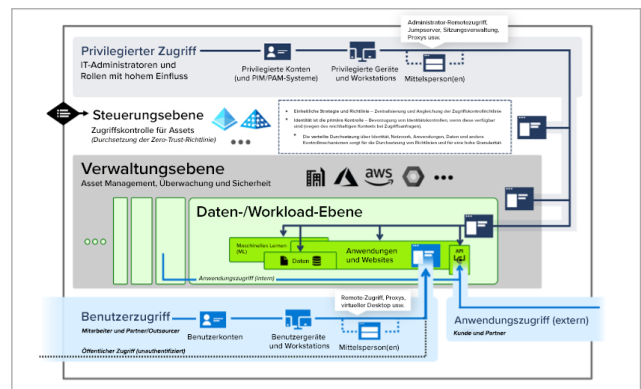 Administrator-Remotezugriff,
Jumpserver, Sitzungsverwaltung,
Proxys usw.
Privilegierter Zugriff
IT-Administratoren und
Rollen mit hohem Einfluss
Privilegierte Konten
(und PIM/PAM-Systeme)
Privilegierte Geräte
und Workstations
Mittelsperson(en)
Steuerungsebene
Zugriffskontrolle für Assets
(Durchsetzung der Zero-Trust-Richtlinie)
• Einheitliche Strategie und Richtlinie – Zentralisierung und Angleichung der Zugriffskontrollrichtlinie
• Identität ist die primäre Kontrolle – Bevorzugung von Identitätskontrollen, wenn diese verfügbar
sind (wegen des reichhaltigen Kontexts bei Zugriffsanfragen).
• Die verteilte Durchsetzung über Identität, Netzwerk, Anwendungen, Daten und andere
Kontrollmechanismen sorgt für die Durchsetzung von Richtlinien und für eine hohe Granularität.
Verwaltungsebene
Asset Management, Überwachung und Sicherheit
aws
Daten-/Workload-Ebene
Maschinelles Lernen
(ML)
Daten
Anwendungen
und Websites
API
Anwendungszugriff (intern)
Remote-Zugriff, Proxys,
virtueller Desktop usw.
Benutzerzugriff
Mitarbeiter und Partner/Outsourcer
Benutzerkonten
Benutzergeräte
und Workstations
Mittelsperson(en)
Öffentlicher Zugriff (unauthentifiziert)
Anwendungszugriff (extern)
Kunde und Partner